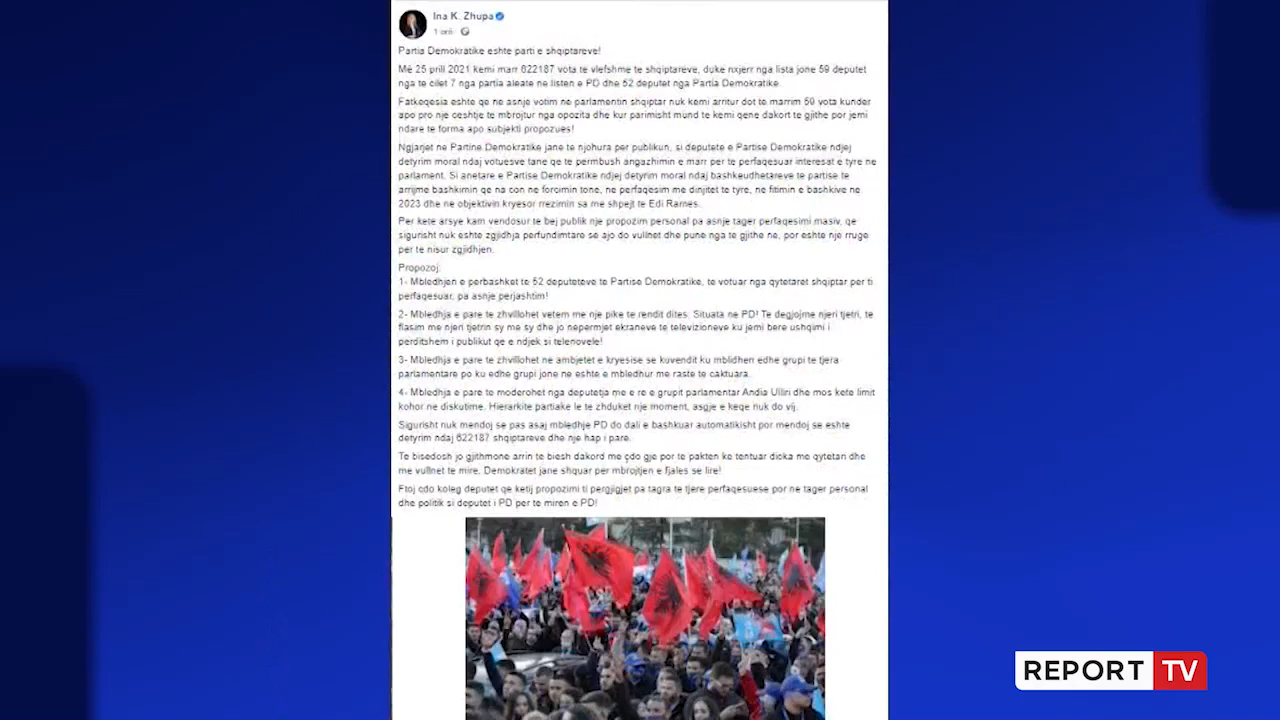 Ina K. Zhupa
1 orë
Partia Demokratike eshte parti e shqiptareve!
Më 25 prill 2021 kemi marr 622187 vota te vlefshme te shqiptareve, duke nxjerr nga lista jone 59 deputet
nga te cilet 7 nga partia aleate ne listen e PD dhe 52 deputet nga Partia Demokratike.
Fatkeqesia eshte qe ne asnje votim ne parlamentin shqiptar nuk kemi arritur dot te marrim 59 vota kunder
apo pro nje ceshtje te mbrojtur nga opozita dhe kur parimisht mund te kemi qene dakort te gjithe por jemi
ndare te forma apo subjekti propozues!
Ngjarjet ne Partine Demokratike jane te njohura per publikun, si deputete e Partise Demokratike ndjej
detyrim moral ndaj votuesve tane qe te permbush angazhimin e marr per te perfaqesuar interesat e tyre ne
parlament. Si anetare e Partise Demokratike ndjej detyrim moral ndaj bashkeudhetareve te partise te
arrijme bashkimin qe na con ne forcimin tone, ne perfaqesim me dinjitet te tyre, ne fitimin e bashkive ne
2023 dhe ne objektivin kryesor rrezimin sa me shpejt te Edi Rames.
Per kete arsye kam vendosur te bej publik nje propozim personal pa asnje tager perfaqesimi masiv, qe
sigurisht nuk eshte zgjidhja perfundimtare se ajo do vullnet dhe pune nga te gjithe ne, por eshte nje rruge
per te nisur zgjidhjen.
Propozoj:
1- Mbledhjen e perbashket te 52 deputeteve te Partise Demokratike, te votuar nga qytetaret shqiptar per ti
perfaqesuar, pa asnje perjashtim!
2- Mbledhja e pare te zhvillohet vetem me nje pike te rendit dites. Situata ne PD! Te degjojme njeri tjetri, te
flasim me njeri tjetrin sy me sy dhe jo nepermjet ekraneve te televizioneve ku jemi bere ushqimi i
perditshem i publikut qe e ndjek si telenovele!
3- Mbledhja e pare te zhvillohet ne ambjetet e kryesise se kuvendit ku mblidhen edhe grupi te tjera
parlamentare po ku edhe grupi jone ne eshte e mbledhur me raste te caktuara.
4- Mbledhja e pare te moderohet nga deputetja me e re e grupit parlamentar Andia Ulliri dhe mos kete limit
kohor ne diskutime. Hierarkite partiake le te zhduket nje moment, asgje e keqe nuk do vij.
Sigurisht nuk mendoj se pas asaj mbledhje PD do dali e bashkuar automatikisht por mendoj se eshte
detyrim ndaj 622187 shqiptareve dhe nje hap i pare.
Te bisedosh jo gjithmone arrin te biesh dakord me çdo gje por te pakten ke tentuar dicka me qytetari dhe
me vullnet te mire. Demokratet jane shquar per mbrojtjen e fjales se lire!
Ftoj cdo koleg deputet qe ketij propozimi ti pergjigjet pa tagra te tjere perfaqesuese por ne tager personal
dhe politik si deputet i PD per te miren e PD!
REPORT TV